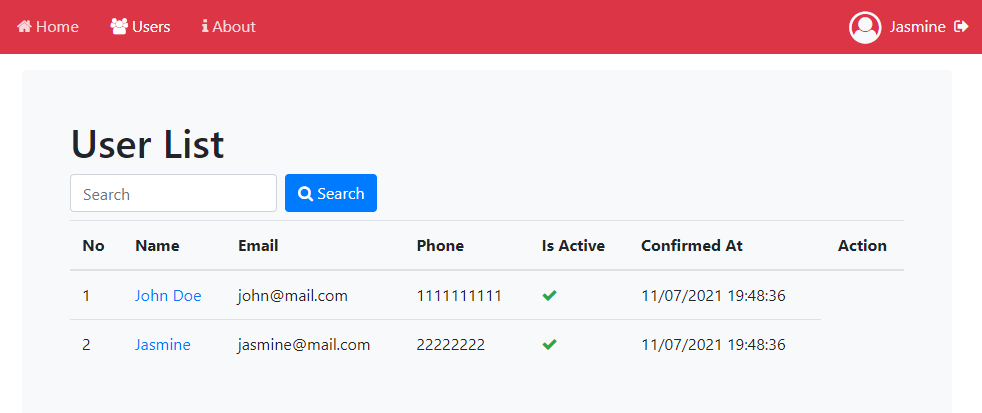 Home Users About Jasmine
User List
Search Search
No Name Email Phone Is Active Confirmed At Action
1 John Doe john@mail.com 1111111111 11/07/2021 19:48:36
2 Jasmine jasmine@mail.com 22222222 11/07/2021 19:48:36